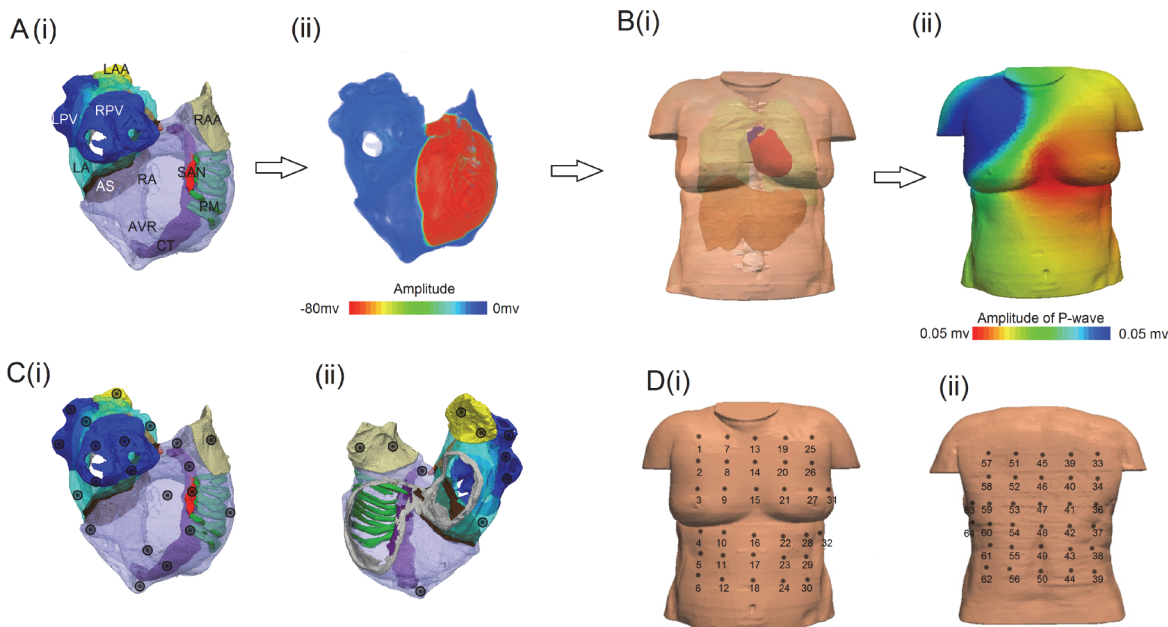 A (i)
(ii)
B(i)
(ii)
LAA
LPV
RPV
RAA
LA
AS
RA
SAN
PM
AVR
CT
Amplitude
-80mv
0mv
Amplitude of P-wave
0.05 mv
0.05 mv
C(i)
(ii)
D(i)
(ii)
1 7 13 19 25
2 8 14 20 26
3 9 15 21 27 31
4 10 16 22 28 32
5 11 17 23 29
6 12 18 24 30
57 51 45 39 33
58 52 46 40 34
63 59 53 47 41 36
64 60 54 48 42 37
61 55 49 43 38
62 56 50 44 39